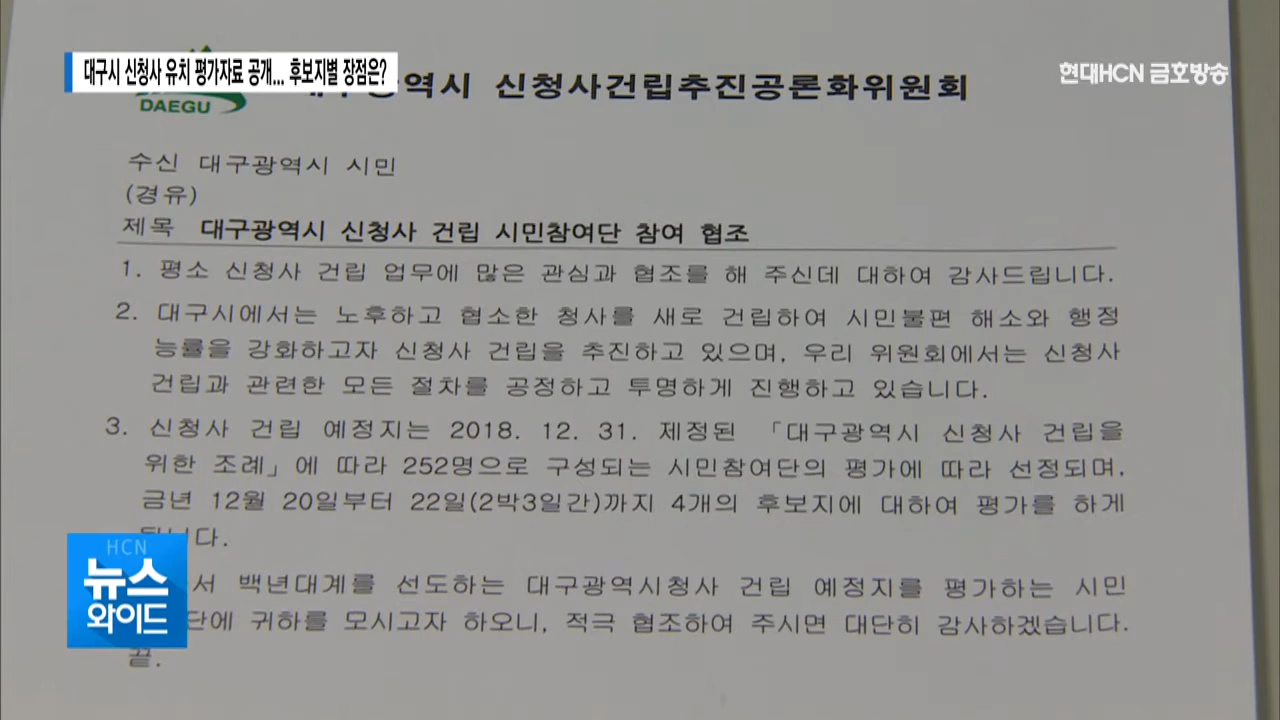 대구시 신청사 유치 평가자료 공개... 후보지별 장점은?
현대HCN 금호방송
DAEGU
광역시 신청사건립추진공론화위원회
수신 대구광역시 시민
(경유)
제목 대구광역시 신청사 건립 시민참여단 참여 협조
1. 평소 신청사 건립 업무에 많은 관심과 협조를 해 주신데 대하여 감사드립니다.
2. 대구시에서는 노후하고 협소한 청사를 새로 건립하여 시민불편 해소와 행정
능률을 강화하고자 신청사 건립을 추진하고 있으며, 우리 위원회에서는 신청사
건립과 관련한 모든 절차를 공정하고 투명하게 진행하고 있습니다.
3. 신청사 건립 예정지는 2018. 12. 31. 제정된 「대구광역시 신청사 건립을
위한 조례」에 따라 252명으로 구성되는 시민참여단의 평가에 따라 선정되며,
금년 12월 20일부터 22일(2박3일간)까지 4개의 후보지에 대하여 평가를 하게
됩니다.
서 백년대계를 선도하는 대구광역시청사 건립 예정지를 평가하는 시민
단에 귀하를 모시고자 하오니, 적극 협조하여 주시면 대단히 감사하겠습니다.
끝.
HCN
뉴스
와이드